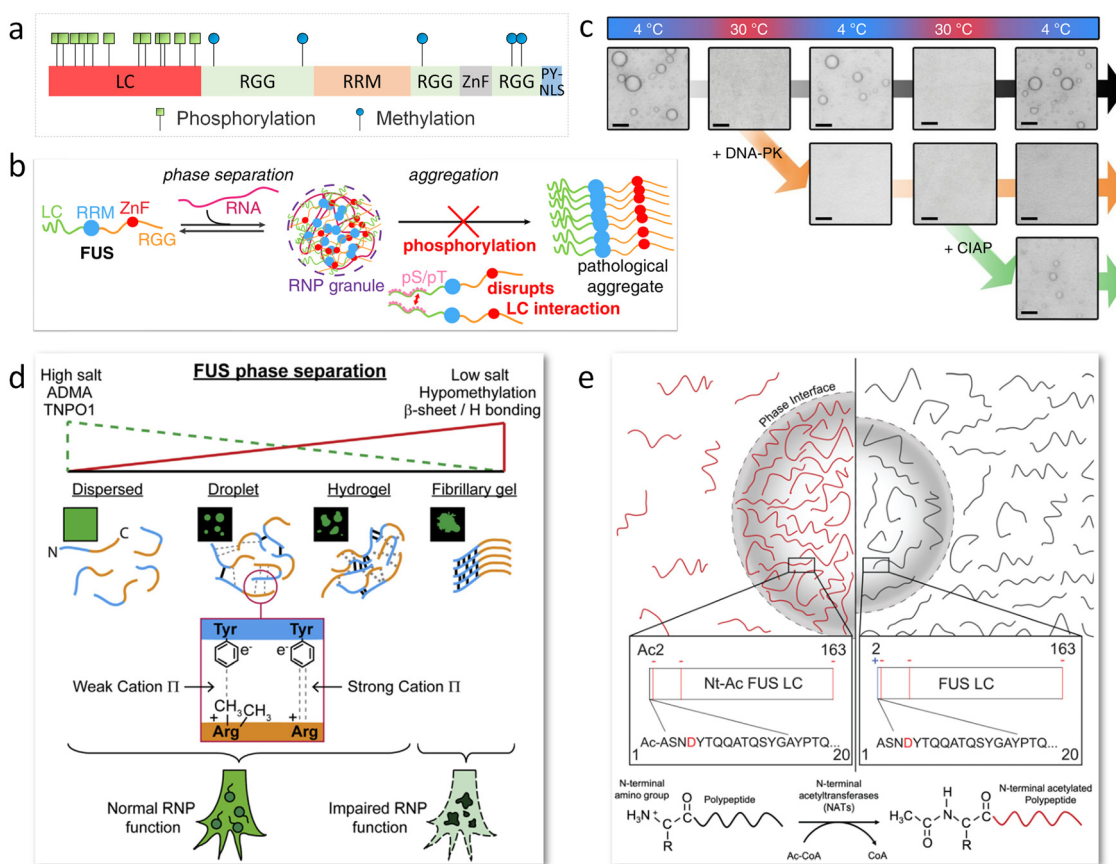 a
LC
RGG
RRM
RGG
ZnF
RGG
PY-
NLS
Phosphorylation
Methylation
b
phase separation
aggregation
LC
RRM
ZnF
RNA
RGG
FUS
phosphorylation
RNP granule
pS/pT
disrupts
LC interaction
pathological
aggregate
c
4 °C
30 °C
4 °C
30 °C
4 °C
+ DNA-PK
+ CIAP
d
FUS phase separation
High salt
ADMA
TNPO1
Low salt
Hypomethylation
β-sheet / H bonding
Dispersed
Droplet
Hydrogel
Fibrillary gel
N
C
Tyr
Tyr
e-
e-
Weak Cation Π
Strong Cation Π
CH3
CH3
+
+
Arg
Arg
Normal RNP
function
Impaired RNP
function
e
Phase Interface
Ac2
163
- - -
Nt-Ac FUS LC
Ac-ASNDYTQQATQSYGAYPTQ...
1
20
2
163
+ - - -
FUS LC
ASNDYTQQATQSYGAYPTQ...
1
20
N-terminal
amino group
Polypeptide
H3N+
O
R
N-terminal
acetyltransferases
(NATs)
Ac-CoA
CoA
N-terminal acetylated
Polypeptide
H3C
O
H
N
R
O